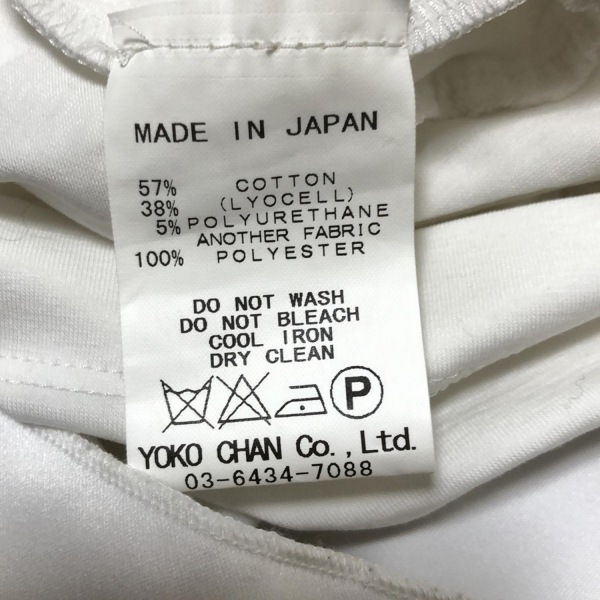 MADE IN JAPAN
57% COTTON
38% (LYOCELL)
5% POLYURETHANE
ANOTHER FABRIC
100% POLYESTER
DO NOT WASH
DO NOT BLEACH
COOL IRON
DRY CLEAN
P
YOKO CHAN Co., Ltd.
03-6434-7088